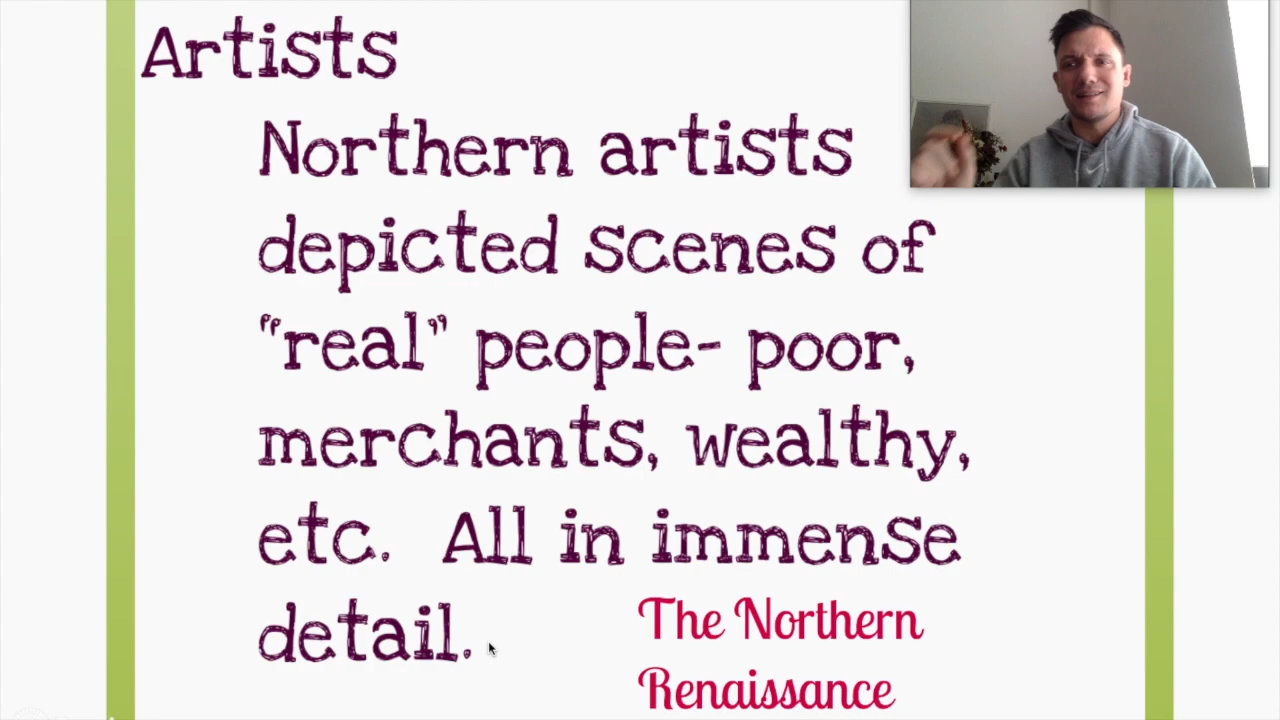 Artists
Northern artists
depicted scenes of
“real” people- poor,
merchants, wealthy,
etc.  All in immense
detail.
The Northern
Renaissance